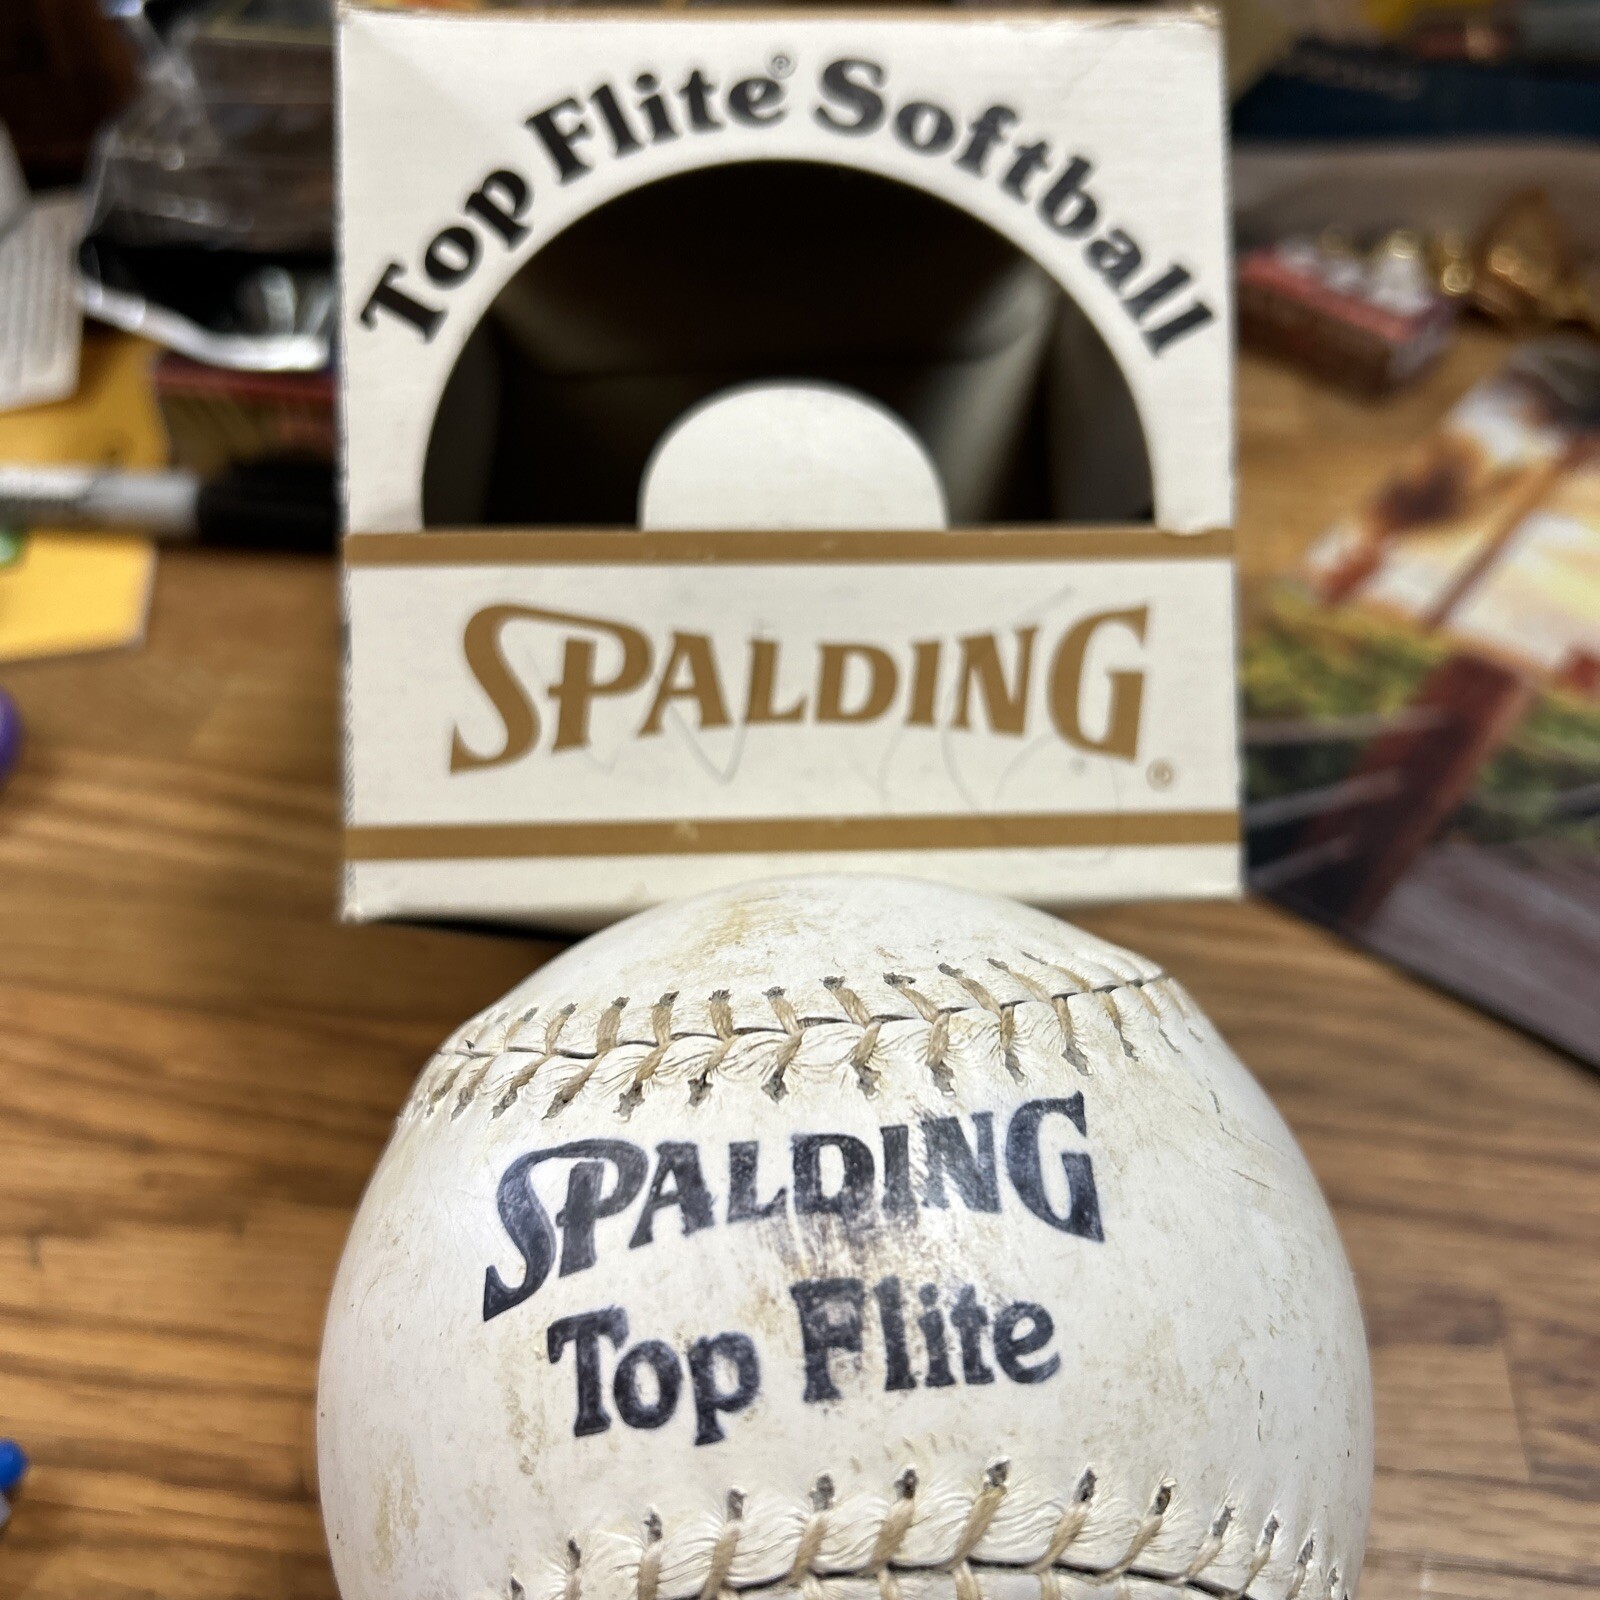 Top Flite® Softball
SPALDING®
SPALDING
Top Flite